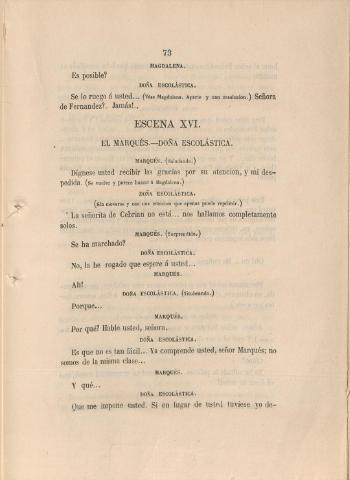 73
MAGDALENA.
Es posible?
DOÑA ESCOLÁSTICA.
Se lo ruego á usted... (Vase Magdalena. Aparte y con resolucion.) Señora
de Fernandez?. Jamás!..
ESCENA XVI.
EL MARQUÉS.—DOÑA ESCOLÁSTICA.
MARQUÉS. (Saludando.)
Dígnese usted recibir las gracias por su atencion, y mi des-
pedida. (Se vuelve y parece buscar á Magdalena.)
DOÑA ESCOLÁSTICA.
(Sin moverse y con una emocion que apenas puede reprimir.)
La señorita de Cebrian no está... nos hallamos completamente
solos.
MARQUÉS. (Sorprendido.)
Se ha marchado?
DOÑA ESCOLÁSTICA.
No, la he rogado que espere á usted...
MARQUÉS.
Ah!
DOÑA ESCOLÁSTICA. (Titubeando.)
Porque...
MARQUÉS.
Por qué? Hable usted, señora.
DOÑA ESCOLÁSTICA.
Es que no es tan fácil... Ya comprende usted, señor Marqués; no
somos de la misma clase...
MARQUÉS.
Y qué...
DOÑA ESCOLÁSTICA.
Que me impone usted. Si en lugar de usted tuviese yo de-